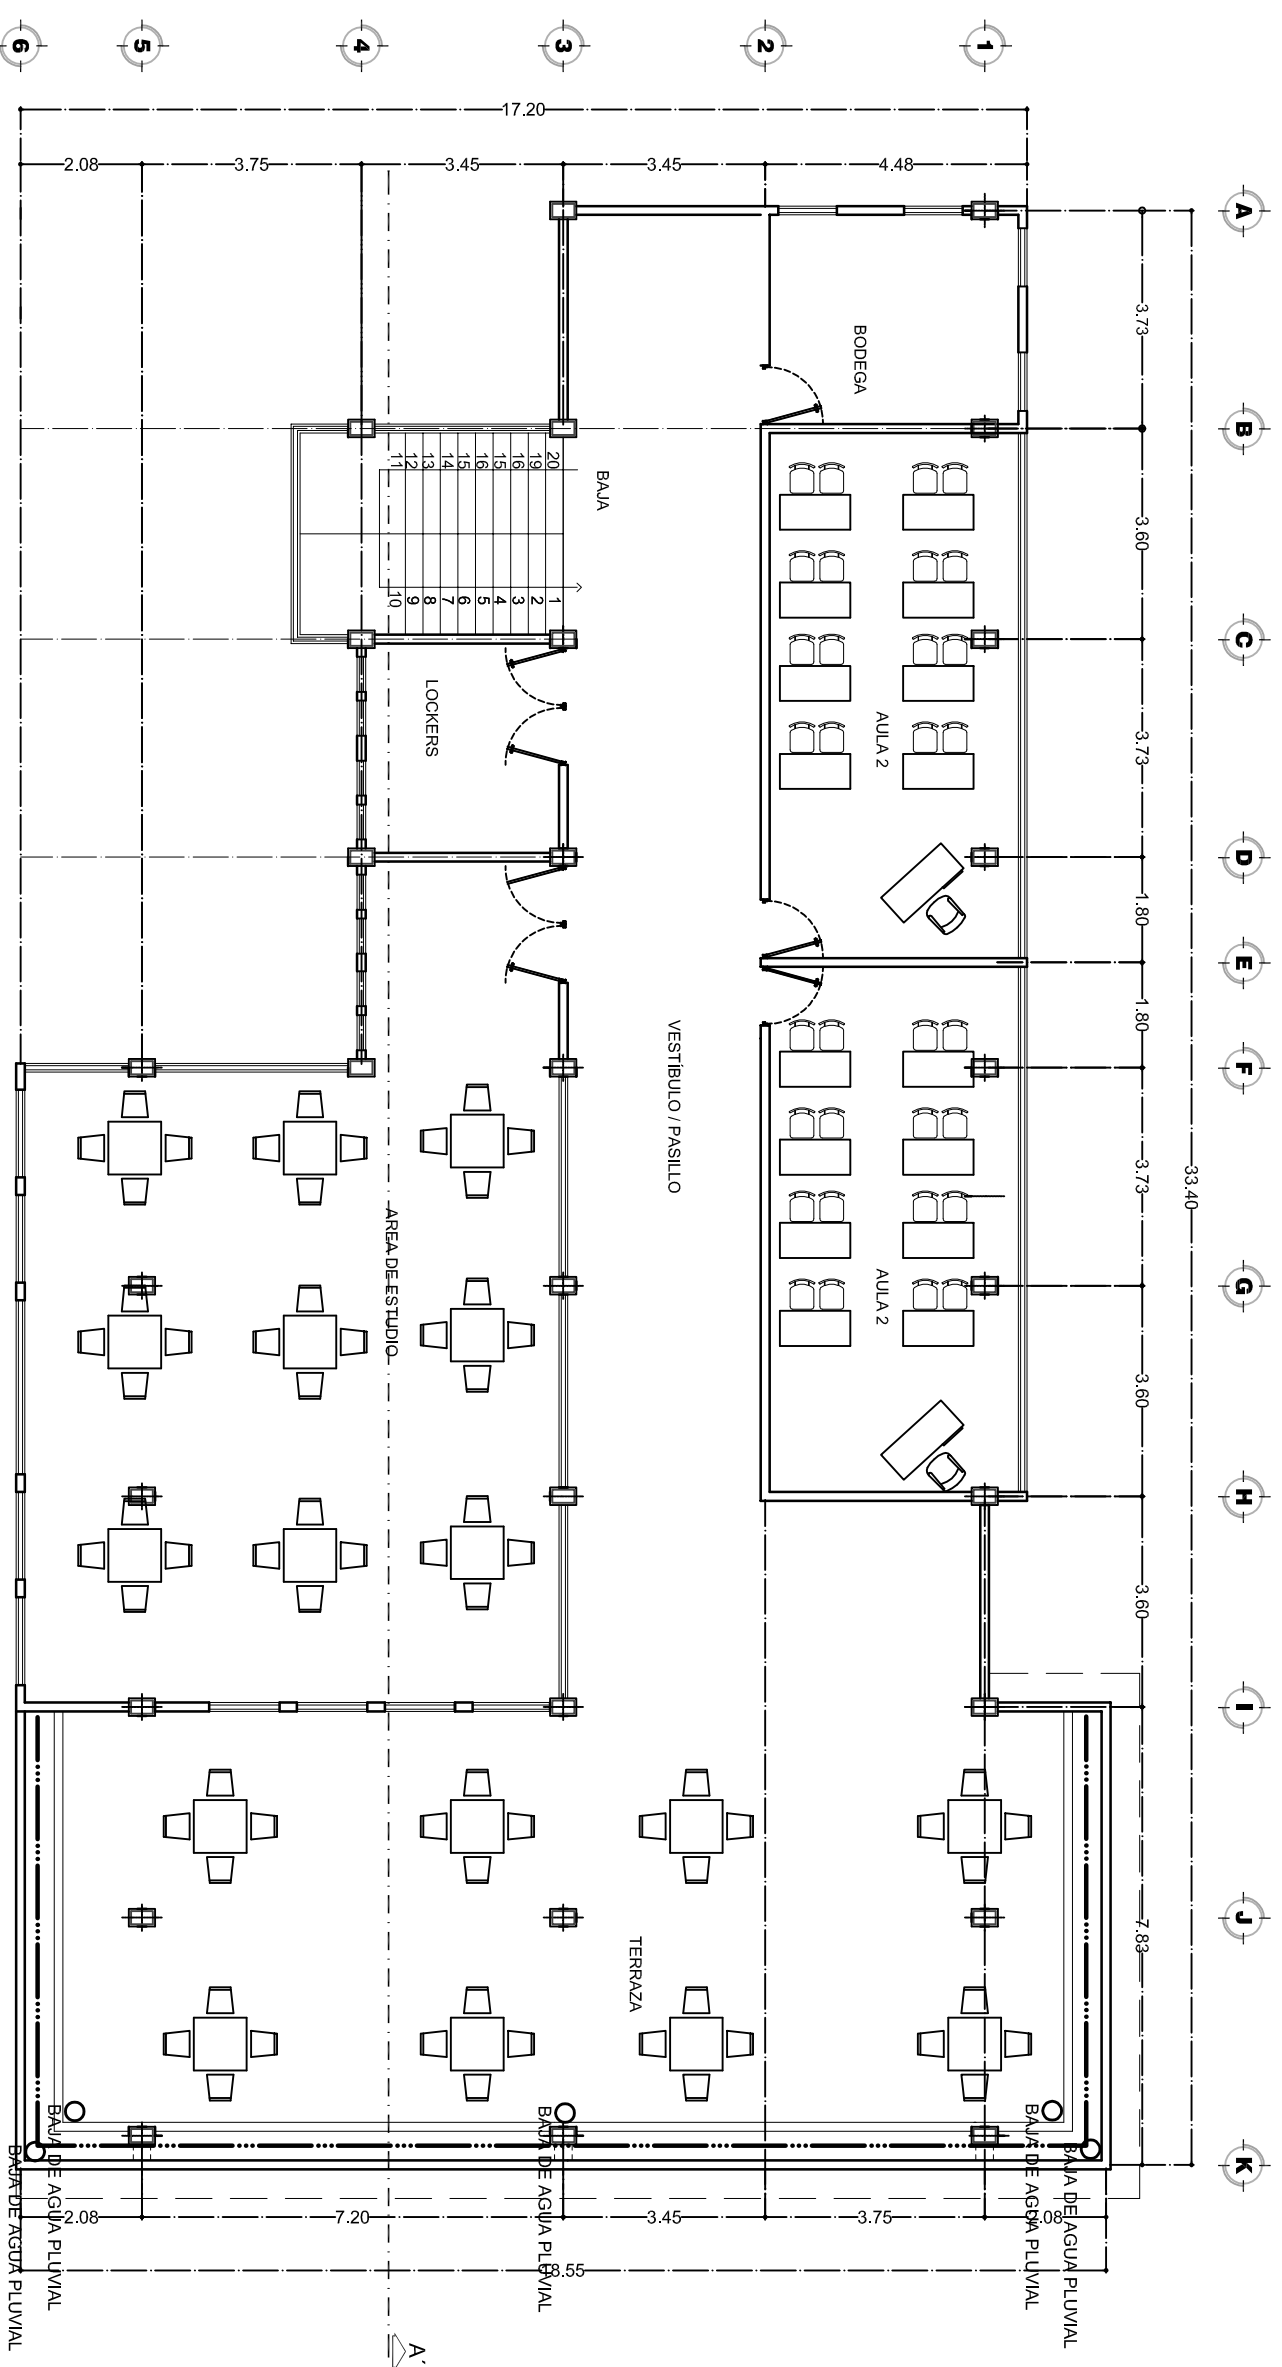 6
5
4
3
2
1
17.20
2.08
3.75
3.45
3.45
4.48
A
B
C
D
E
F
G
H
I
J
K
3.73
3.60
3.73
1.80
1.80
3.73
3.60
3.60
7.83
33.40
BODEGA
BAJA
20
19
16
15
16
15
14
13
12
11
1
2
3
4
5
6
7
8
9
10
LOCKERS
AULA 2
VESTÍBULO / PASILLO
AULA 2
AREA DE ESTUDIO
TERRAZA
BAJA DE AGUA PLUVIAL
BAJA DE AGUA PLUVIAL
BAJA DE AGUA PLUVIAL
BAJA DE AGUA PLUVIAL
BAJA DE AGUA PLUVIAL
2.08
7.20
3.45
3.75
2.08
18.55
A´